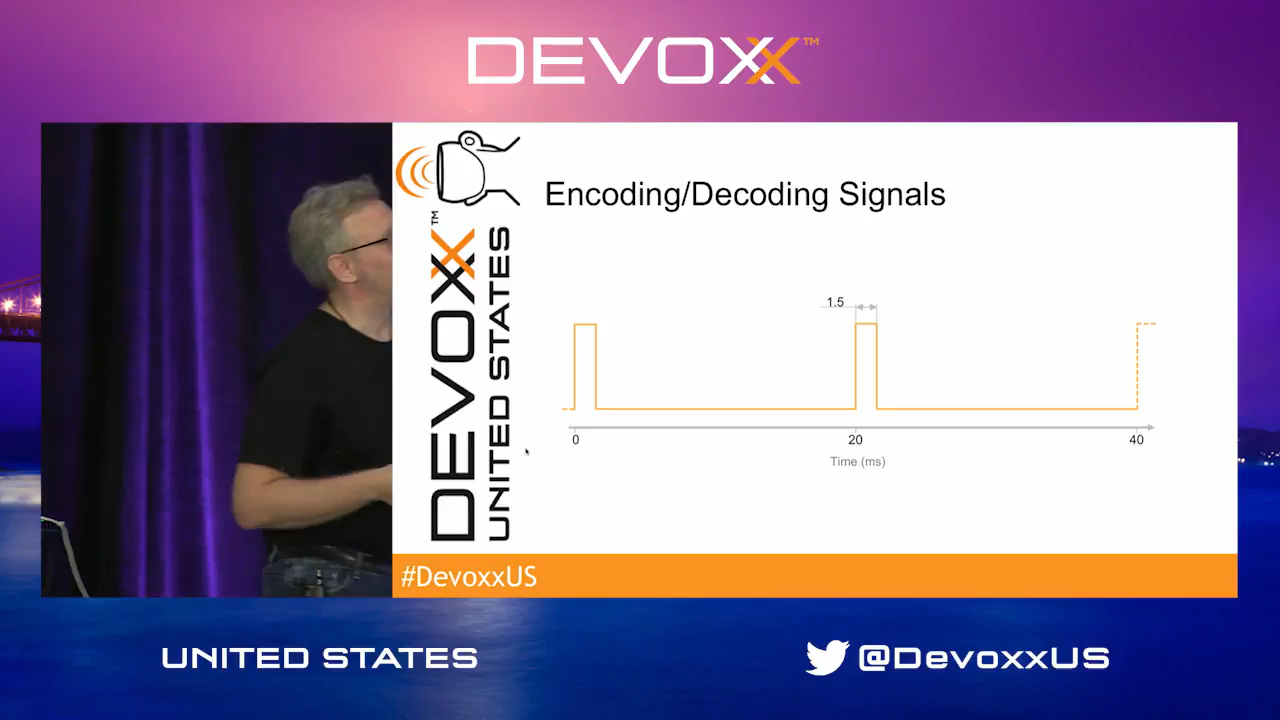 DEVOXX™
DEVOXX™
UNITED STATES
Encoding/Decoding Signals
1.5
0
20
40
Time (ms)
#DevoxxUS
UNITED STATES
@DevoxxUS